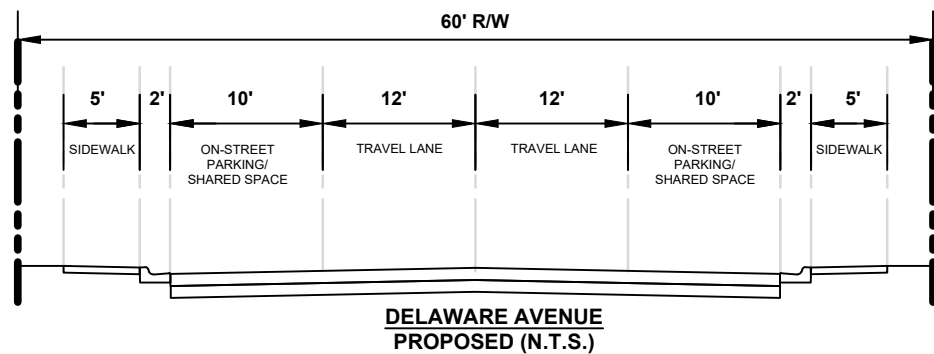 60' R/W
5' 2' 10' 12' 12' 10' 2' 5'
SIDEWALK
ON-STREET
PARKING/
SHARED SPACE
TRAVEL LANE
TRAVEL LANE
ON-STREET
PARKING/
SHARED SPACE
SIDEWALK
DELAWARE AVENUE
PROPOSED (N.T.S.)